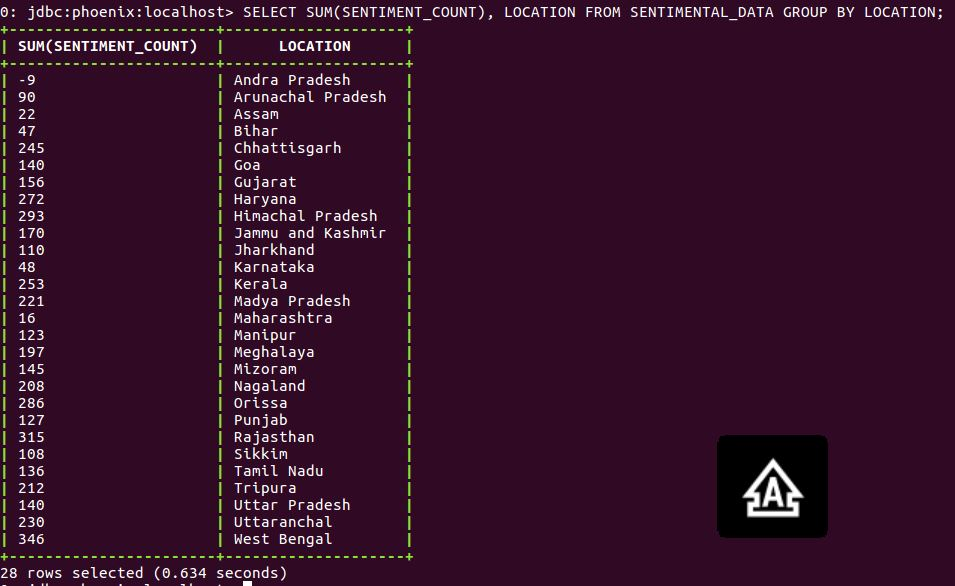 0: jdbc:phoenix:localhost> SELECT SUM(SENTIMENT_COUNT), LOCATION FROM SENTIMENTAL_DATA GROUP BY LOCATION;
+------------------------+--------------------+
| SUM(SENTIMENT_COUNT) | LOCATION |
+------------------------+--------------------+
| -9 | Andra Pradesh |
| 90 | Arunachal Pradesh |
| 22 | Assam |
| 47 | Bihar |
| 245 | Chhattisgarh |
| 140 | Goa |
| 156 | Gujarat |
| 272 | Haryana |
| 293 | Himachal Pradesh |
| 170 | Jammu and Kashmir |
| 110 | Jharkhand |
| 48 | Karnataka |
| 253 | Kerala |
| 221 | Madya Pradesh |
| 16 | Maharashtra |
| 123 | Manipur |
| 197 | Meghalaya |
| 145 | Mizoram |
| 208 | Nagaland |
| 286 | Orissa |
| 127 | Punjab |
| 315 | Rajasthan |
| 108 | Sikkim |
| 136 | Tamil Nadu |
| 212 | Tripura |
| 140 | Uttar Pradesh |
| 230 | Uttaranchal |
| 346 | West Bengal |
+------------------------+--------------------+
28 rows selected (0.634 seconds)
A